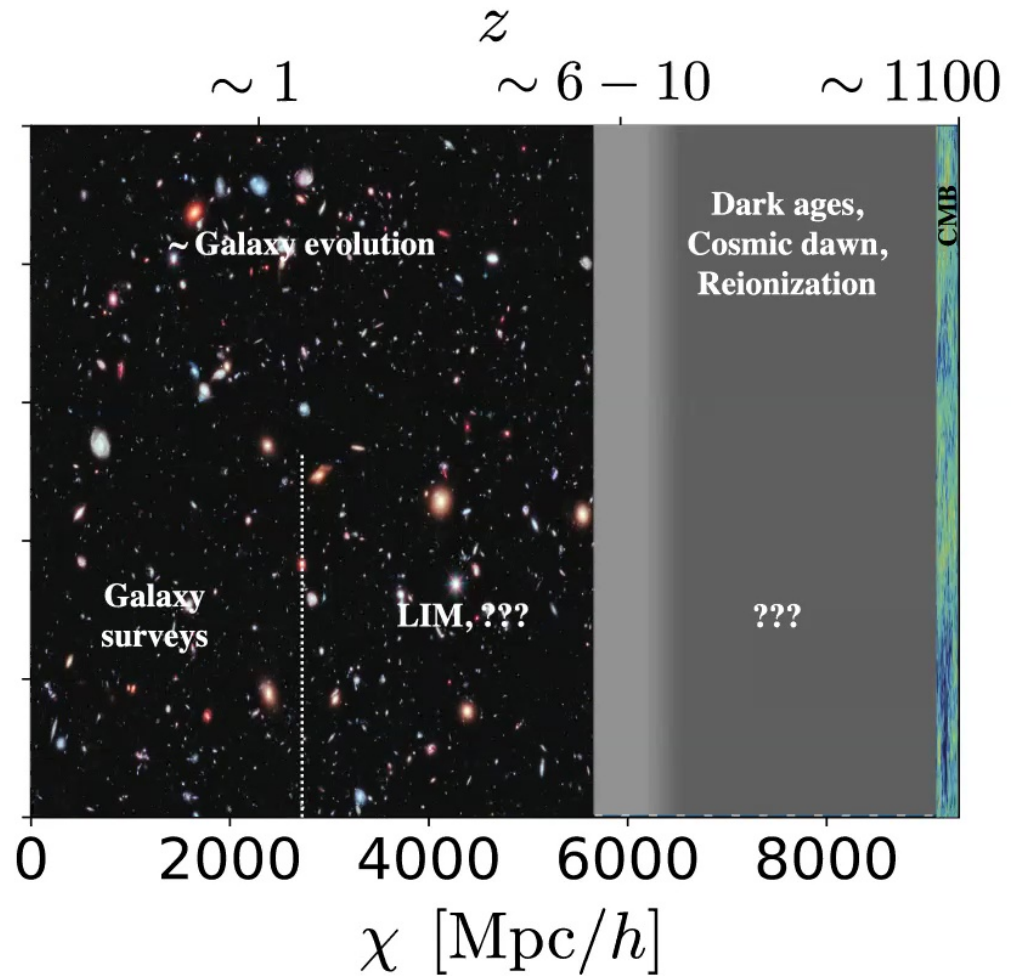 z
∼ 1 ∼ 6 − 10 ∼ 1100
CMB
Dark ages,
Cosmic dawn,
Reionization
~ Galaxy evolution
Galaxy
surveys
LIM, ???
???
0 2000 4000 6000 8000
χ [Mpc/h]